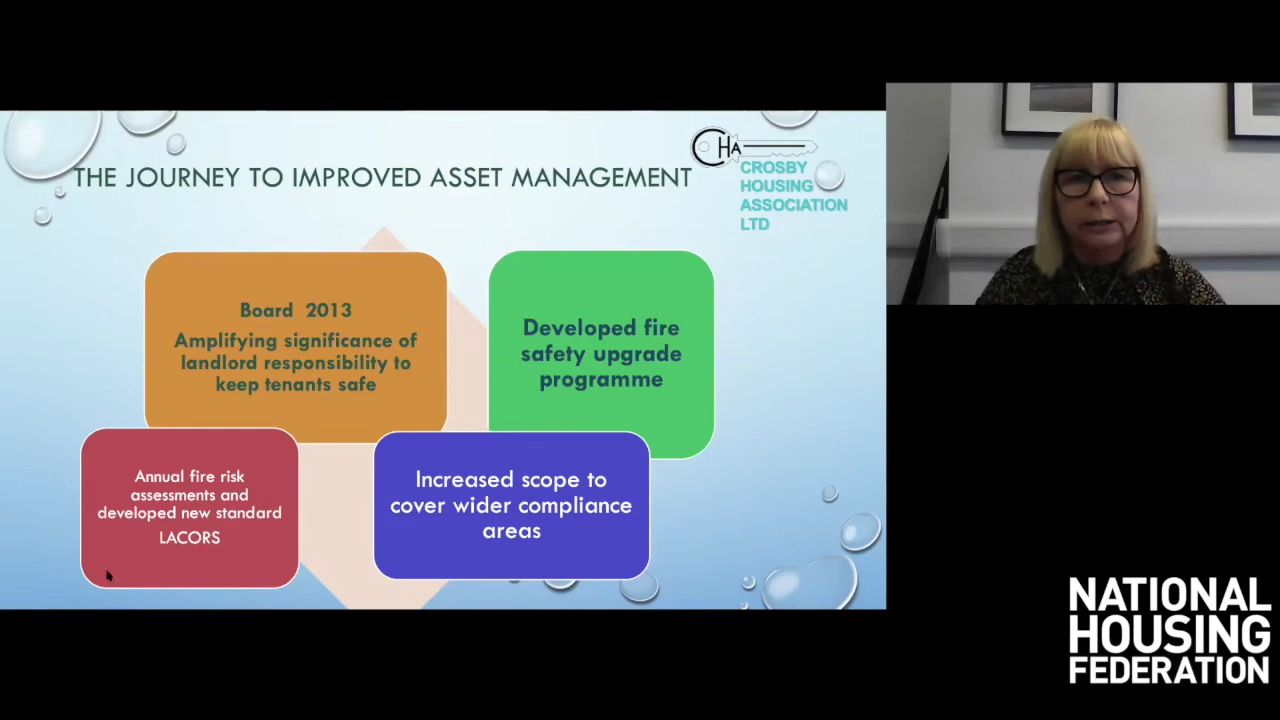 THE JOURNEY TO IMPROVED ASSET MANAGEMENT
CHA
CROSBY
HOUSING
ASSOCIATION
LTD
Board 2013
Amplifying significance of
landlord responsibility to
keep tenants safe
Developed fire
safety upgrade
programme
Annual fire risk
assessments and
developed new standard
LACORS
Increased scope to
cover wider compliance
areas
NATIONAL
HOUSING
FEDERATION